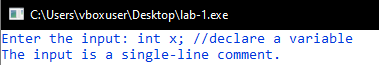 C:\Users\vboxuser\Desktop\lab-1.exe
Enter the input: int x; //declare a variable
The input is a single-line comment.